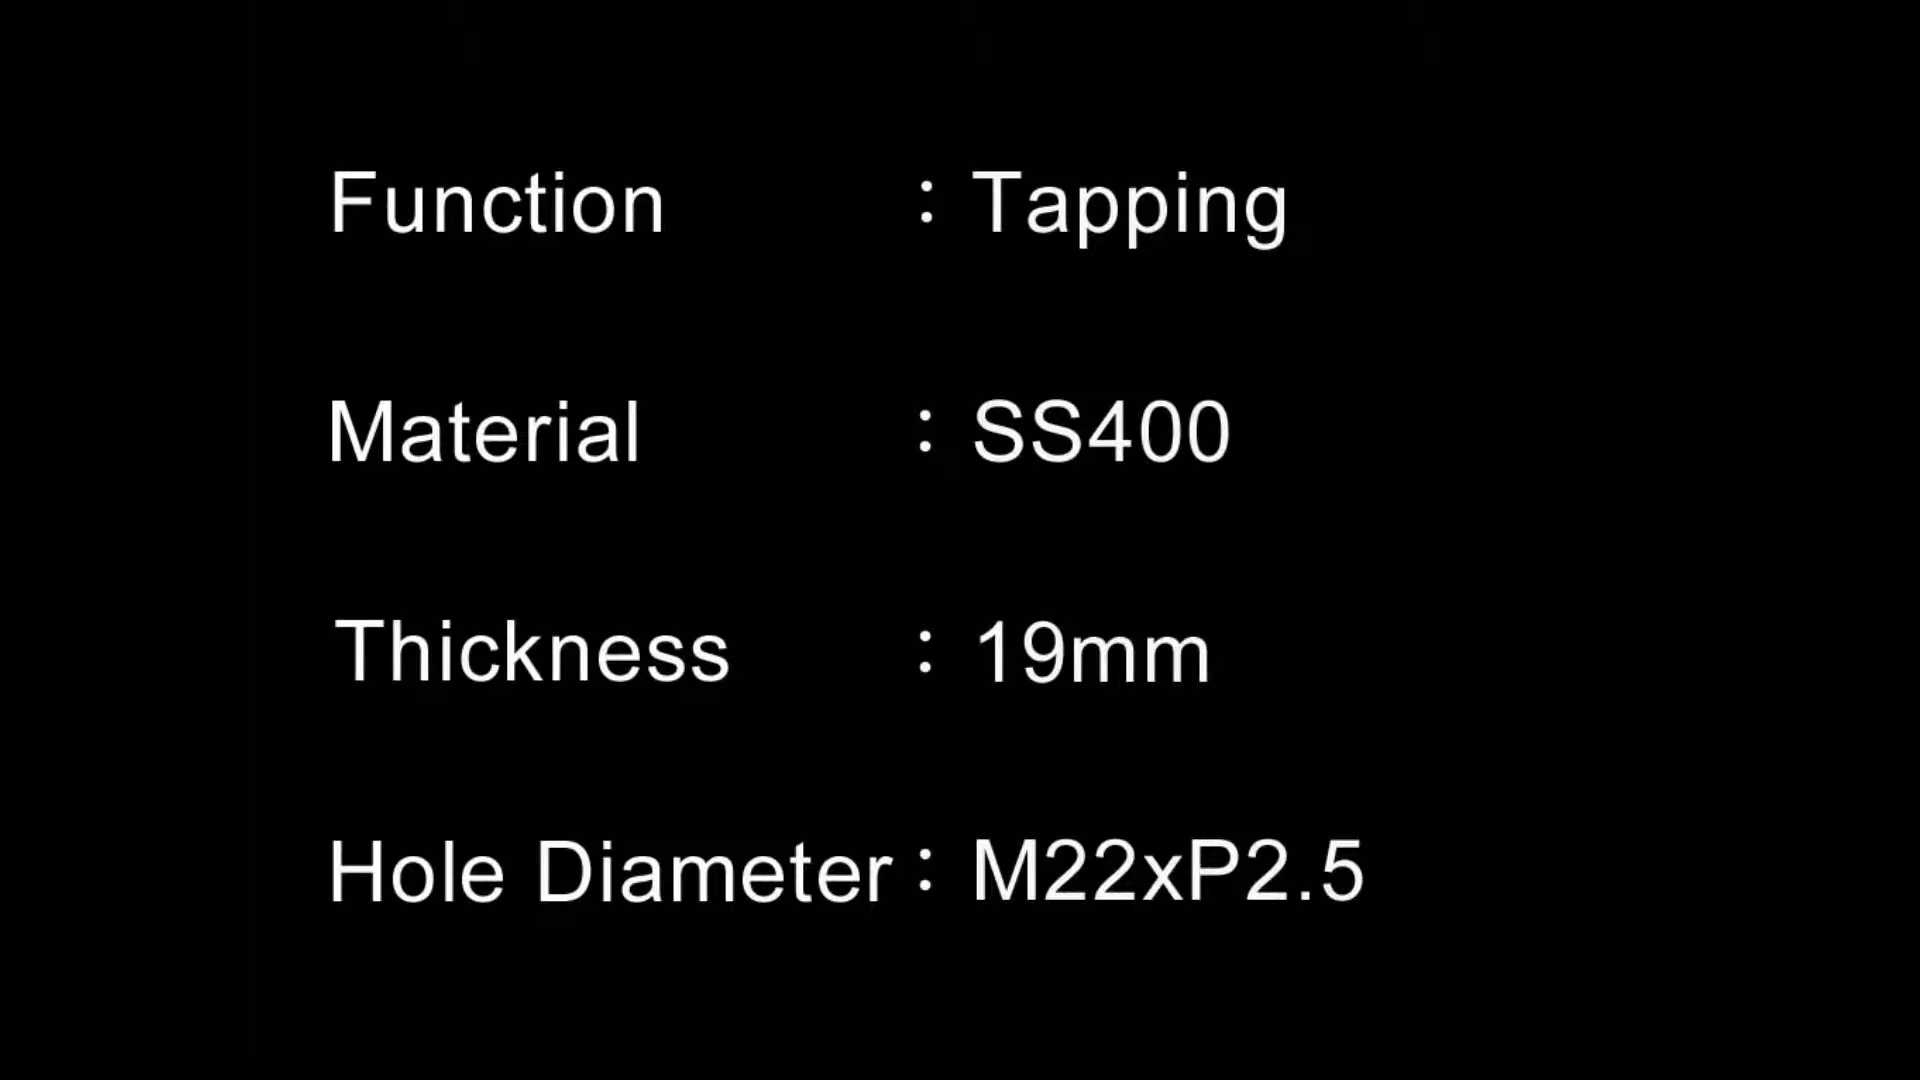 Function : Tapping
Material : SS400
Thickness : 19mm
Hole Diameter : M22xP2.5